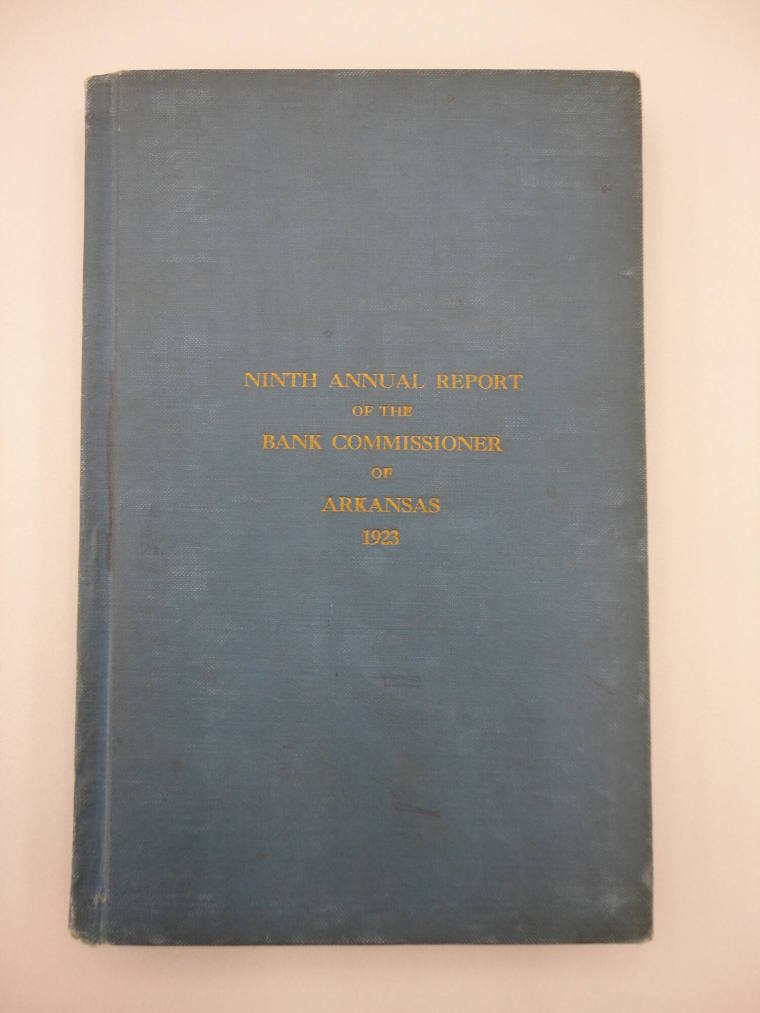 NINTH ANNUAL REPORT
OF THE
BANK COMMISSIONER
OF
ARKANSAS
1923